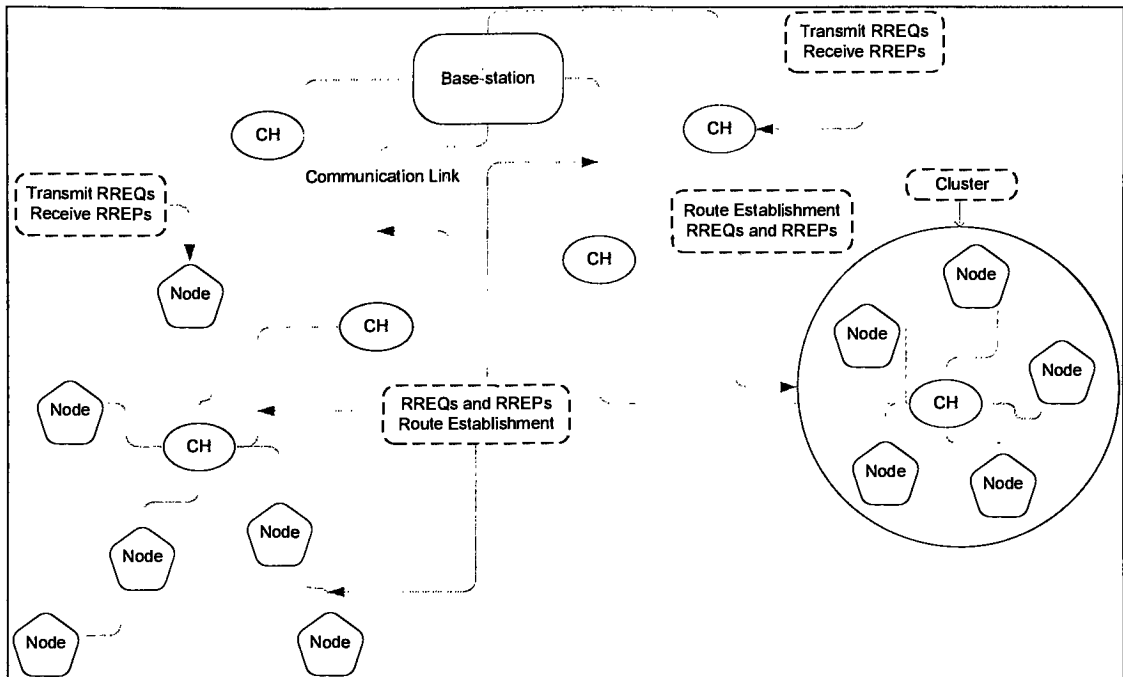 Transmit RREQs
Receive RREPs
Base-station
CH
CH
Communication Link
Transmit RREQs
Receive RREPs
Cluster
Route Establishment
RREQs and RREPs
CH
Node
Node
CH
Node
Node
Node
RREQs and RREPs
Route Establishment
CH
CH
Node
Node
Node
Node
Node
Node